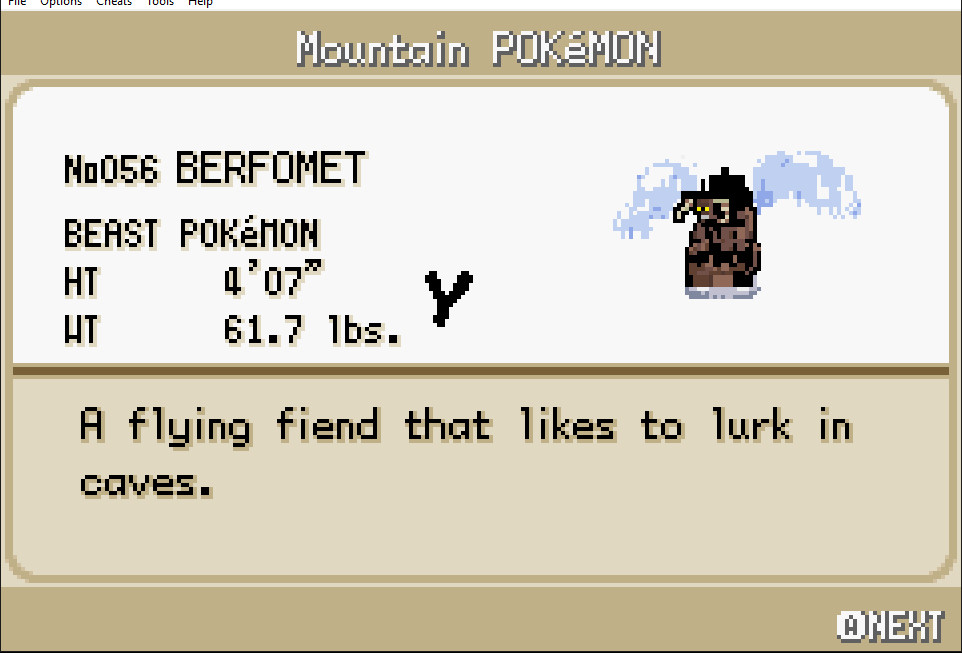 File Options Cheats Tools Help
Mountain POKéMON
No056 BERFOMET
BEAST POKéMON
HT 4'07"
WT 61.7 lbs.
A flying fiend that likes to lurk in
caves.
A NEXT